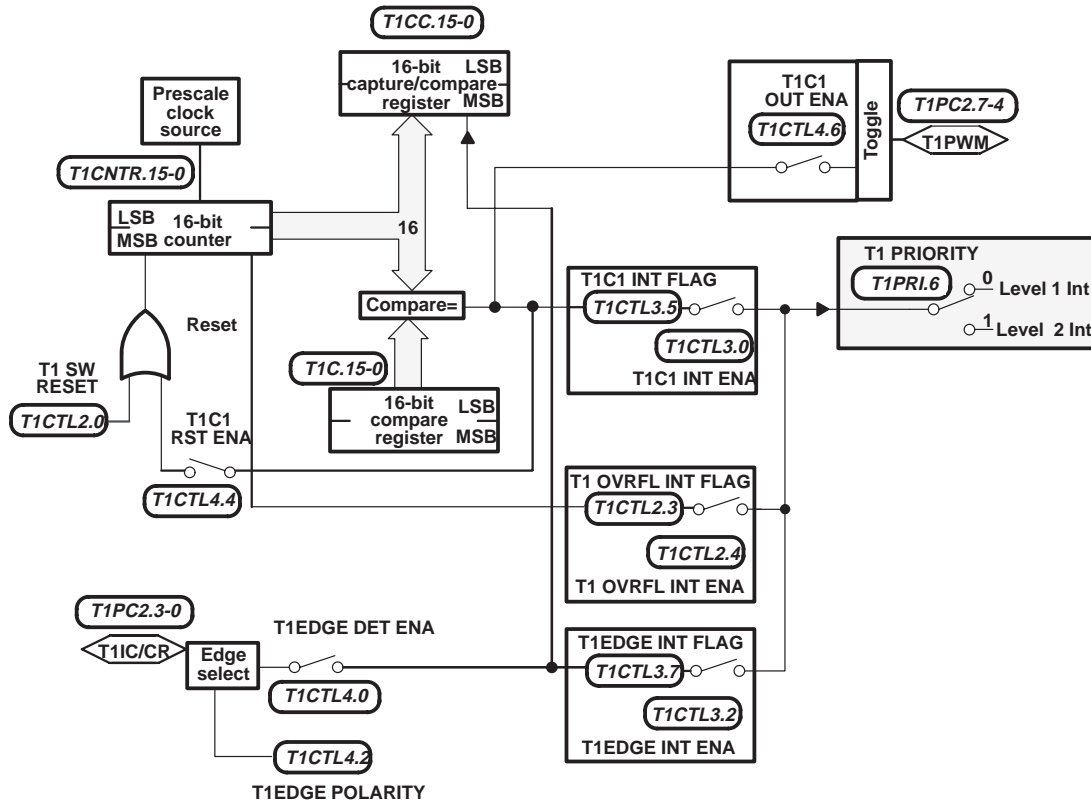 T1CC.15-0
16-bit LSB
capture/compare
register MSB
Prescale
clock
source
T1CNTR.15-0
LSB 16-bit
MSB counter
16
T1C1
OUT ENA
T1CTL4.6
Toggle
T1PC2.7-4
T1PWM
Compare=
Reset
T1 SW
RESET
T1CTL2.0
T1C.15-0
16-bit LSB
compare
register MSB
T1C1
RST ENA
T1CTL4.4
T1C1 INT FLAG
T1CTL3.5
T1CTL3.0
T1C1 INT ENA
T1 PRIORITY
T1PRI.6
0
Level 1 Int
1
Level 2 Int
T1 OVRFL INT FLAG
T1CTL2.3
T1CTL2.4
T1 OVRFL INT ENA
T1PC2.3-0
T1IC/CR
Edge
select
T1EDGE DET ENA
T1CTL4.0
T1CTL4.2
T1EDGE POLARITY
T1EDGE INT FLAG
T1CTL3.7
T1CTL3.2
T1EDGE INT ENA